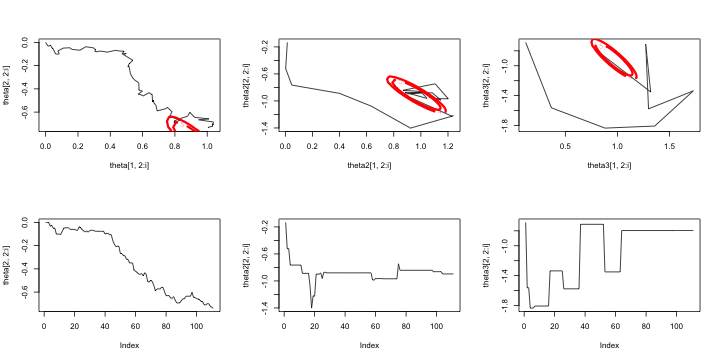 theta[2, 2:i]
0.0
-0.2
-0.4
-0.6
0.0 0.2 0.4 0.6 0.8 1.0
theta[1, 2:i]
theta2[2, 2:i]
-0.2
-0.6
-1.0
-1.4
0.0 0.2 0.4 0.6 0.8 1.0 1.2
theta2[1, 2:i]
theta3[2, 2:i]
-1.0
-1.4
-1.8
0.5 1.0 1.5
theta3[1, 2:i]
theta[2, 2:i]
0.0
-0.2
-0.4
-0.6
0 20 40 60 80 100
Index
theta2[2, 2:i]
-0.2
-0.6
-1.0
-1.4
0 20 40 60 80 100
Index
theta3[2, 2:i]
-1.0
-1.4
-1.8
0 20 40 60 80 100
Index